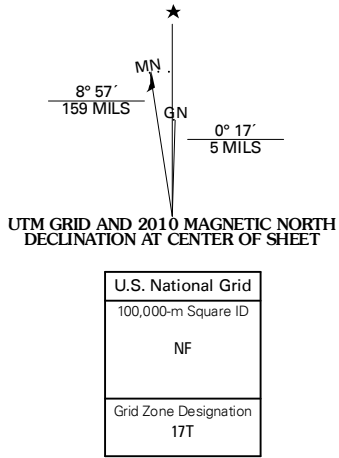 MN
GN
8° 57´
159 MILS
0° 17´
5 MILS
UTM GRID AND 2010 MAGNETIC NORTH
DECLINATION AT CENTER OF SHEET
U.S. National Grid
100,000-m Square ID
NF
Grid Zone Designation
17T